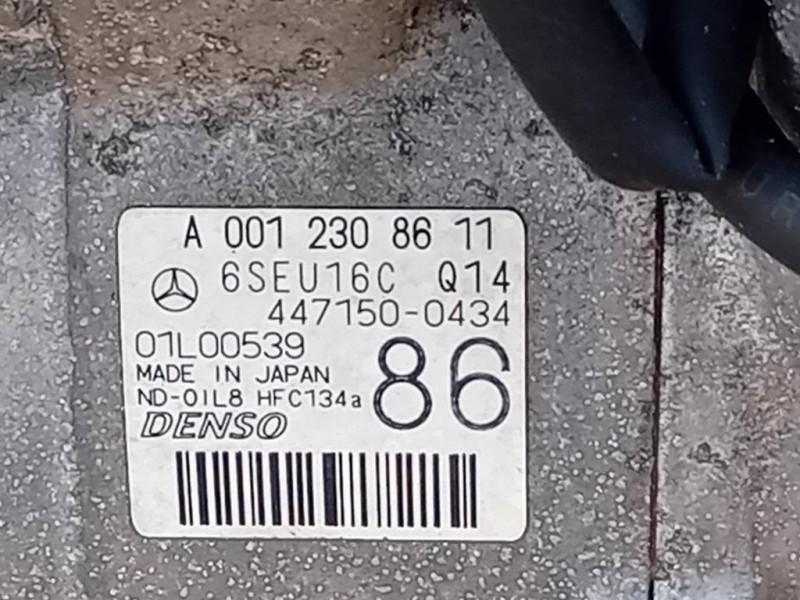 A 001 230 86 11
6SEU16C Q14
447150-0434
01L00539
86
MADE IN JAPAN
ND-OIL8 HFC134a
DENSO